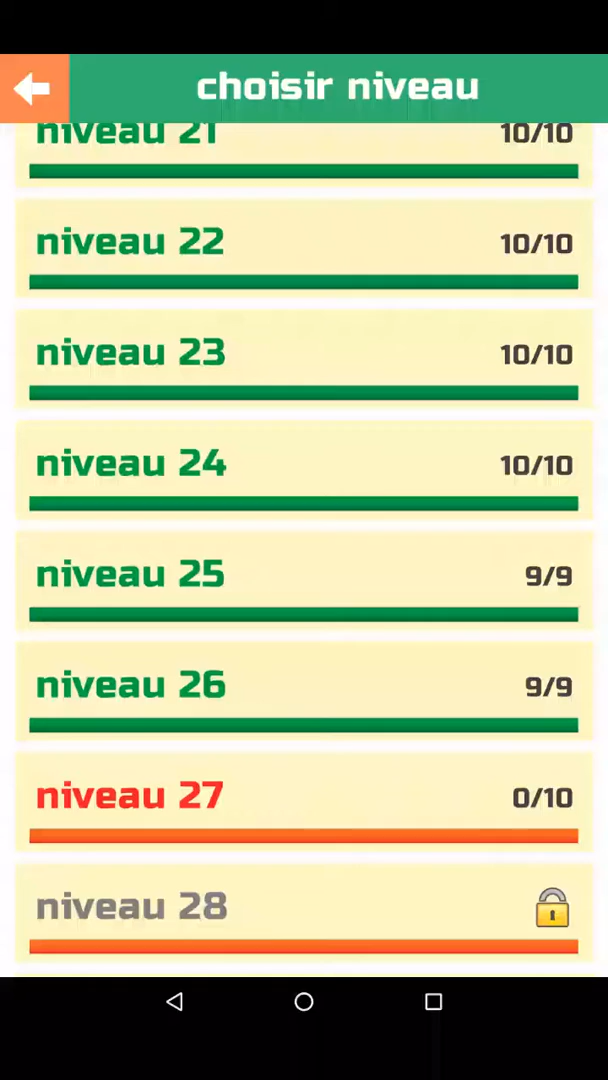 choisir niveau
niveau 21 10/10
niveau 22 10/10
niveau 23 10/10
niveau 24 10/10
niveau 25 9/9
niveau 26 9/9
niveau 27 0/10
niveau 28